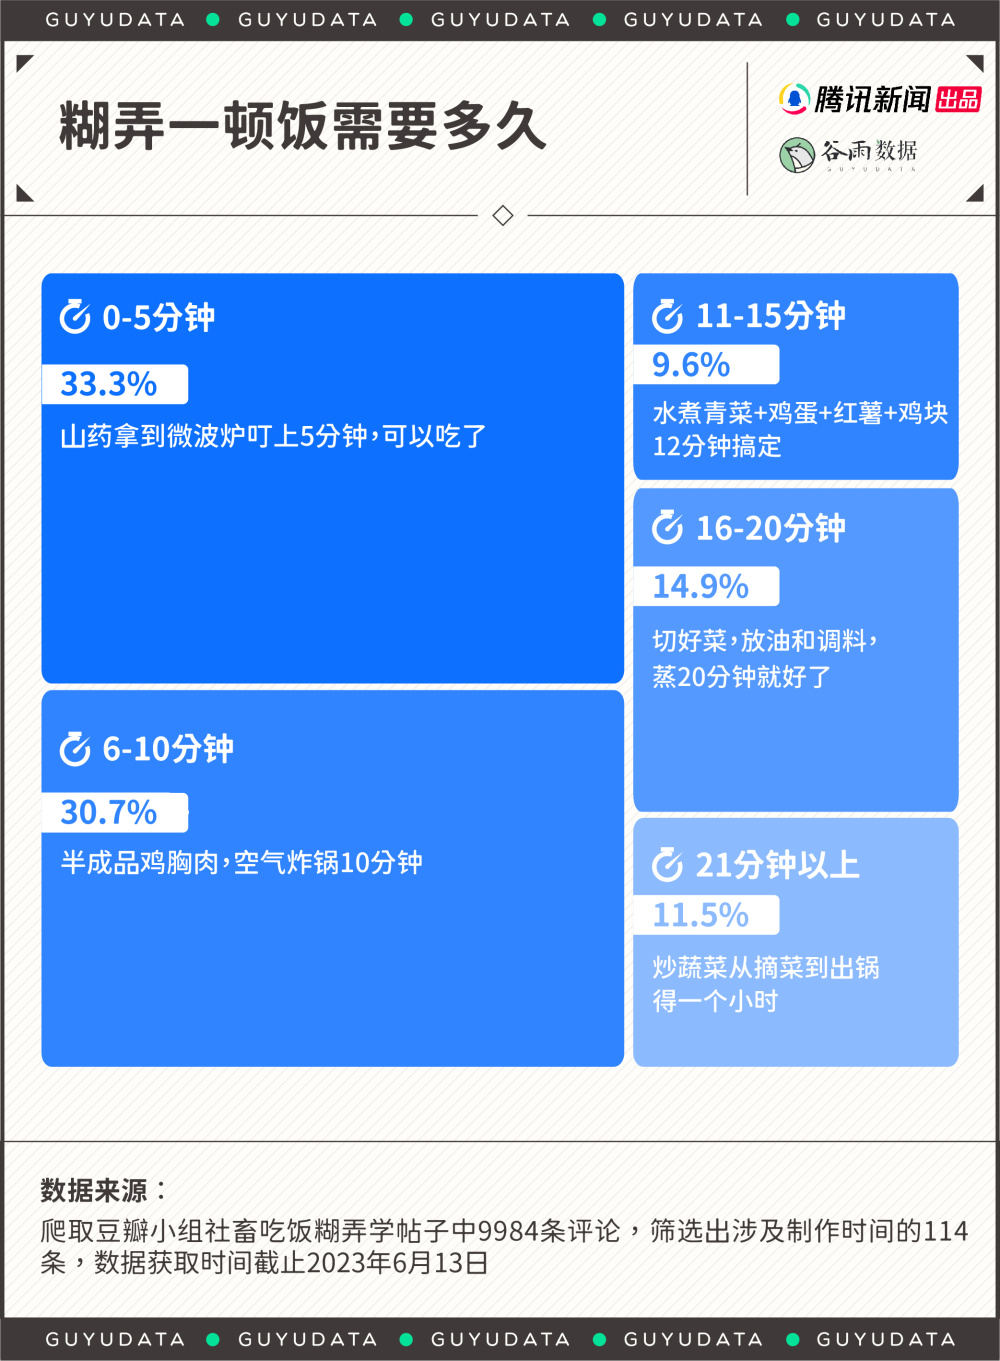 GUYUDATA ● GUYUDATA ● GUYUDATA ● GUYUDATA ● GUYUDATA
糊弄一顿饭需要多久
腾讯新闻 出品
谷雨数据
GUYUDATA
0-5分钟
33.3%
山药拿到微波炉叮上5分钟，可以吃了
6-10分钟
30.7%
半成品鸡胸肉，空气炸锅10分钟
11-15分钟
9.6%
水煮青菜+鸡蛋+红薯+鸡块
12分钟搞定
16-20分钟
14.9%
切好菜，放油和调料，
蒸20分钟就好了
21分钟以上
11.5%
炒蔬菜从摘菜到出锅
得一个小时
数据来源：
爬取豆瓣小组社畜吃饭糊弄学帖子中9984条评论，筛选出涉及制作时间的114
条，数据获取时间截止2023年6月13日
GUYUDATA ● GUYUDATA ● GUYUDATA ● GUYUDATA ● GUYUDATA